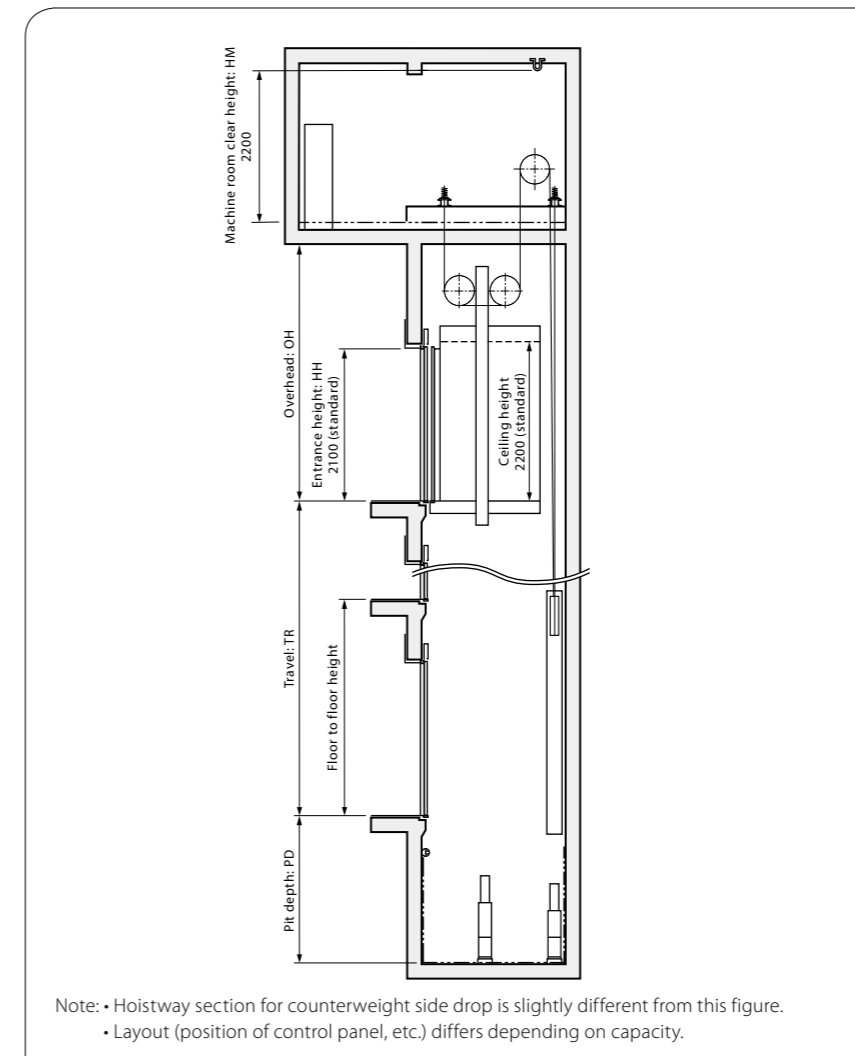 Machine room clear height: HM
2200
Overhead: OH
Entrance height: HH
2100 (standard)
Ceiling height
2200 (standard)
Travel: TR
Floor to floor height
Pit depth: PD
Note: • Hoistway section for counterweight side drop is slightly different from this figure.
• Layout (position of control panel, etc.) differs depending on capacity.